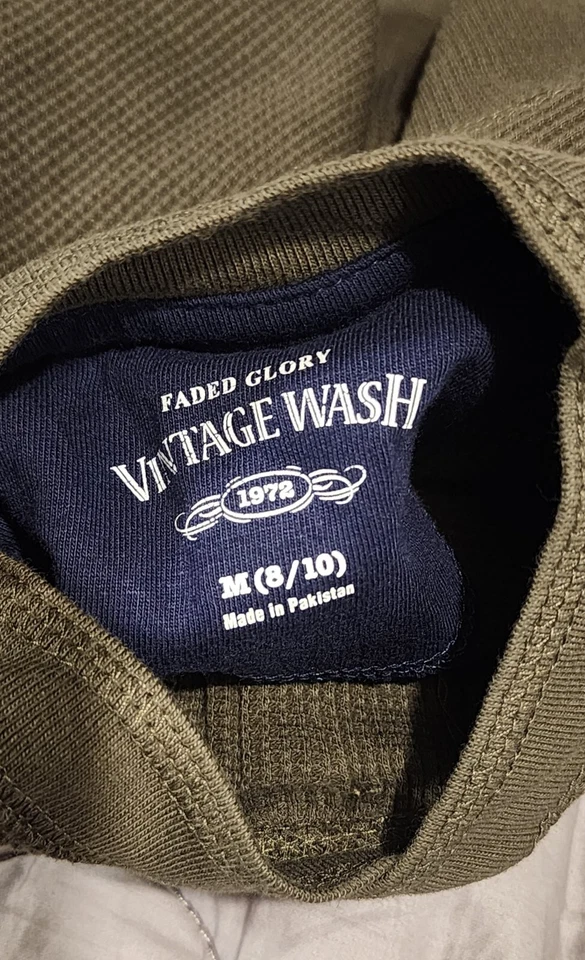 FADED GLORY
VINTAGE WASH
1972
M (8/10)
Made in Pakistan